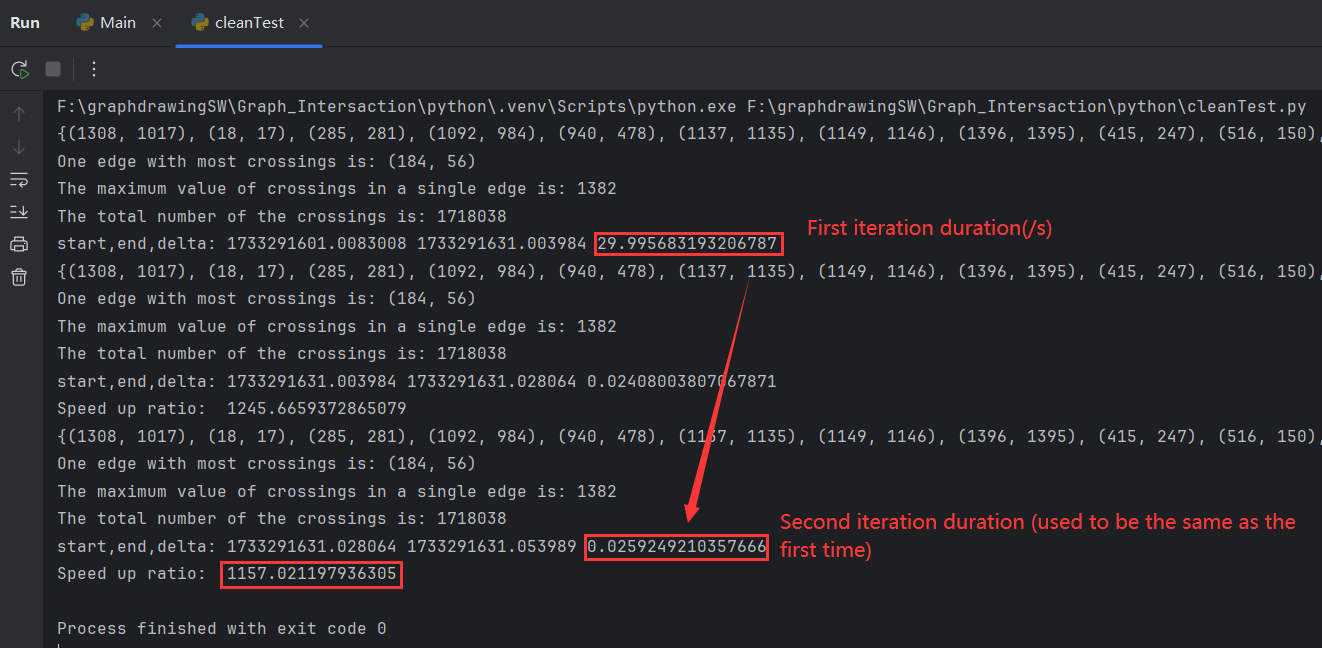 Run Main cleanTest
F:\graphdrawingSW\Graph_Intersaction\python\.venv\Scripts\python.exe F:\graphdrawingSW\Graph_Intersaction\python\cleanTest.py
{(1308, 1017), (18, 17), (285, 281), (1092, 984), (940, 478), (1137, 1135), (1149, 1146), (1396, 1395), (415, 247), (516, 150),
One edge with most crossings is: (184, 56)
The maximum value of crossings in a single edge is: 1382
The total number of the crossings is: 1718038
First iteration duration(/s)
start,end,delta: 1733291601.0083008 1733291631.003984 29.995683193206787
{(1308, 1017), (18, 17), (285, 281), (1092, 984), (940, 478), (1137, 1135), (1149, 1146), (1396, 1395), (415, 247), (516, 150),
One edge with most crossings is: (184, 56)
The maximum value of crossings in a single edge is: 1382
The total number of the crossings is: 1718038
start,end,delta: 1733291631.003984 1733291631.028064 0.02408003807067871
Speed up ratio:  1245.6659372865079
{(1308, 1017), (18, 17), (285, 281), (1092, 984), (940, 478), (1137, 1135), (1149, 1146), (1396, 1395), (415, 247), (516, 150),
One edge with most crossings is: (184, 56)
The maximum value of crossings in a single edge is: 1382
The total number of the crossings is: 1718038
Second iteration duration (used to be the same as the
first time)
start,end,delta: 1733291631.028064 1733291631.053989 0.0259249210357666
Speed up ratio:  1157.021197936305
Process finished with exit code 0